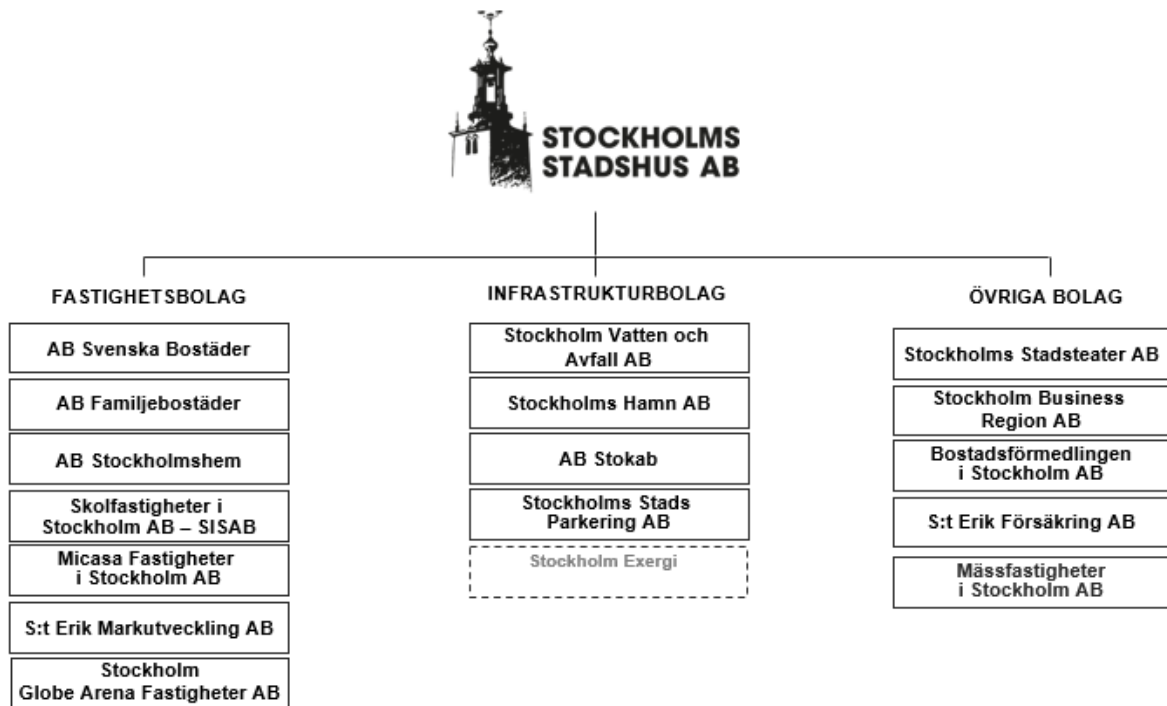 STOCKHOLMS
STADSHUS AB
FASTIGHETSBOLAG
AB Svenska Bostäder
AB Familjebostäder
AB Stockholmshem
Skolfastigheter i
Stockholm AB – SISAB
Micasa Fastigheter
i Stockholm AB
S:t Erik Markutveckling AB
Stockholm
Globe Arena Fastigheter AB
INFRASTRUKTURBOLAG
Stockholm Vatten och
Avfall AB
Stockholms Hamn AB
AB Stokab
Stockholms Stads
Parkering AB
Stockholm Exergi
ÖVRIGA BOLAG
Stockholms Stadsteater AB
Stockholm Business
Region AB
Bostadsförmedlingen
i Stockholm AB
S:t Erik Försäkring AB
Mässfastigheter
i Stockholm AB